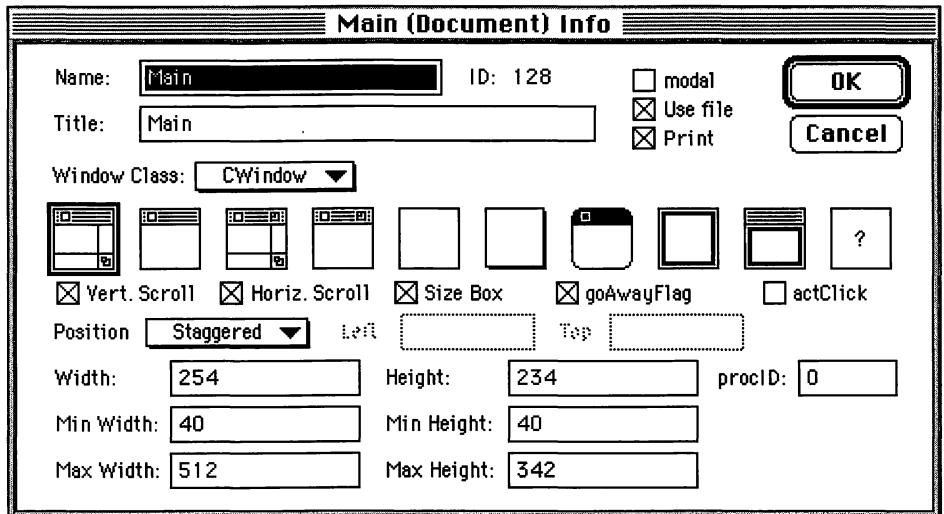 Main (Document) Info
Name: Main ID: 128 modal OK
Use file
Title: Main Print Cancel
Window Class: CWindow
?
Vert. Scroll Horiz. Scroll Size Box goAwayFlag actClick
Position Staggered Left Top
Width: 254 Height: 234 procID: 0
Min Width: 40 Min Height: 40
Max Width: 512 Max Height: 342